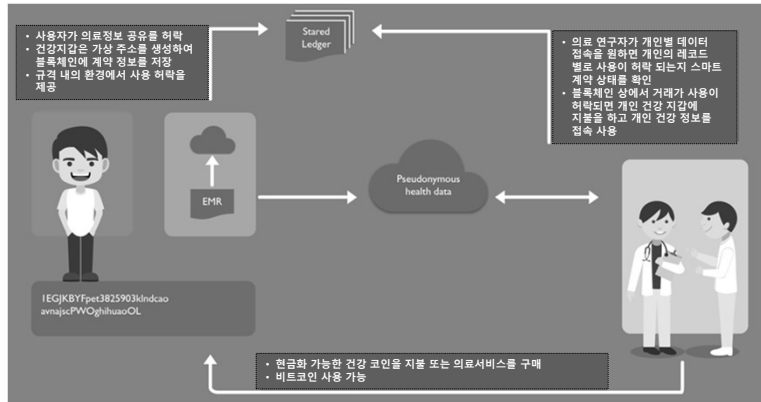 • 사용자가 의료정보 공유를 허락
• 건강지갑은 가상 주소를 생성하여
블록체인에 계약 정보를 저장
• 규격 내의 환경에서 사용 허락을
제공
Stared
Ledger
• 의료 연구자가 개인별 데이터
접속을 원하면 개인의 레코드
별로 사용이 허락 되는지 스마트
계약 상태를 확인
• 블록체인 상에서 거래가 사용이
허락되면 개인 건강 지갑에
지불을 하고 개인 건강 정보를
접속 사용
EMR
Pseudonymous
health data
1EGJKBYFpet3825903klndcao
avnajscPWOghihuaoOL
• 현금화 가능한 건강 코인을 지불 또는 의료서비스를 구매
• 비트코인 사용 가능